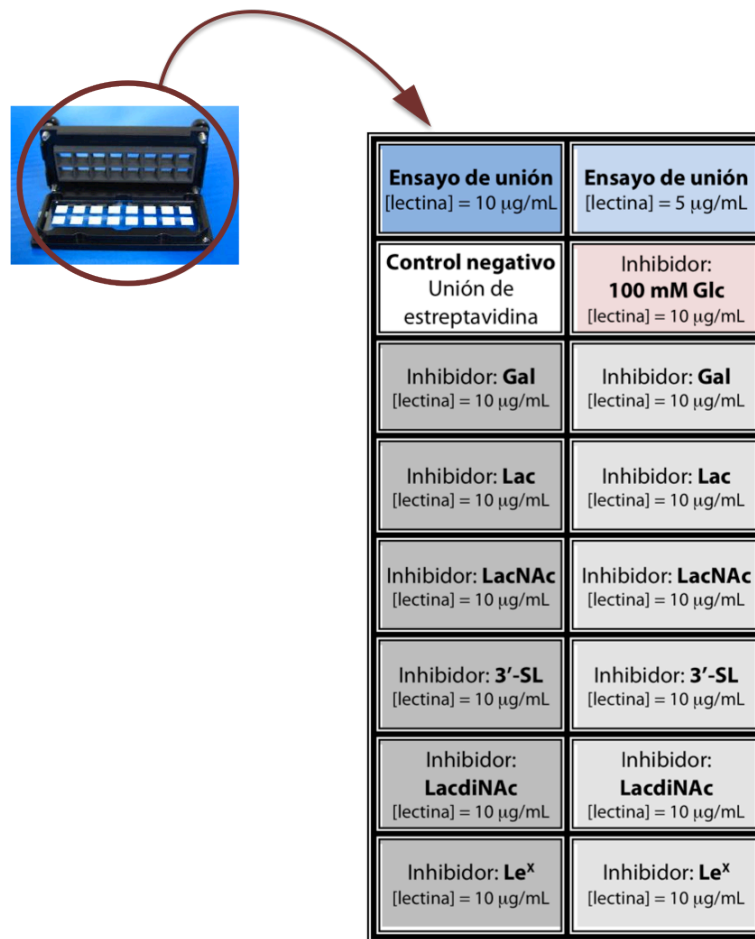 Ensayo de unión
[lectina] = 10 μg/mL
Ensayo de unión
[lectina] = 5 μg/mL
Control negativo
Unión de
estreptavidina
Inhibidor:
100 mM Glc
[lectina] = 10 μg/mL
Inhibidor: Gal
[lectina] = 10 μg/mL
Inhibidor: Gal
[lectina] = 10 μg/mL
Inhibidor: Lac
[lectina] = 10 μg/mL
Inhibidor: Lac
[lectina] = 10 μg/mL
Inhibidor: LacNAc
[lectina] = 10 μg/mL
Inhibidor: LacNAc
[lectina] = 10 μg/mL
Inhibidor: 3’-SL
[lectina] = 10 μg/mL
Inhibidor: 3’-SL
[lectina] = 10 μg/mL
Inhibidor:
LacdiNAc
[lectina] = 10 μg/mL
Inhibidor:
LacdiNAc
[lectina] = 10 μg/mL
Inhibidor: Leˣ
[lectina] = 10 μg/mL
Inhibidor: Leˣ
[lectina] = 10 μg/mL